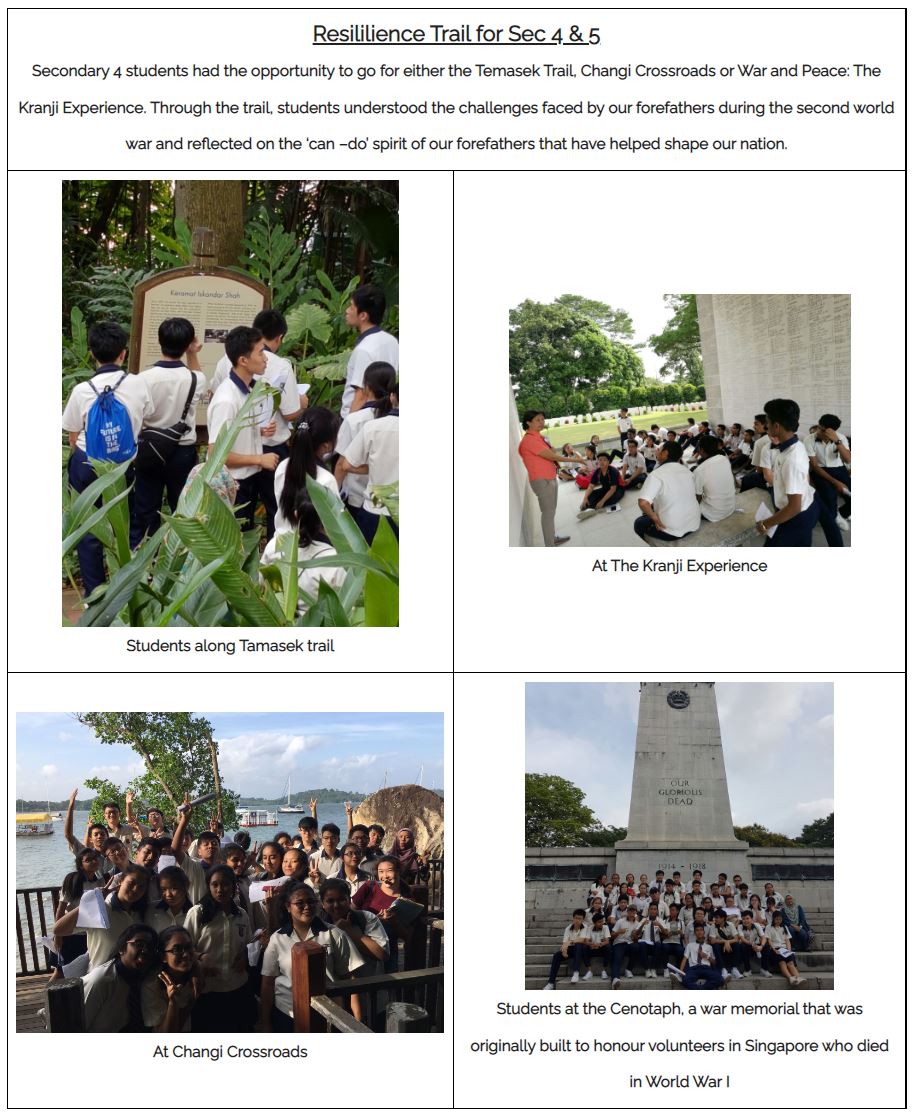 Resililience Trail for Sec 4 & 5
Secondary 4 students had the opportunity to go for either the Temasek Trail, Changi Crossroads or War and Peace: The
Kranji Experience. Through the trail, students understood the challenges faced by our forefathers during the second world
war and reflected on the ‘can –do’ spirit of our forefathers that have helped shape our nation.
Keramat Iskandar Shah
MY
FUTURE
IS IN
THE
Students along Tamasek trail
At The Kranji Experience
OUR
GLORIOUS
DEAD
1914 - 1918
At Changi Crossroads
Students at the Cenotaph, a war memorial that was
originally built to honour volunteers in Singapore who died
in World War I